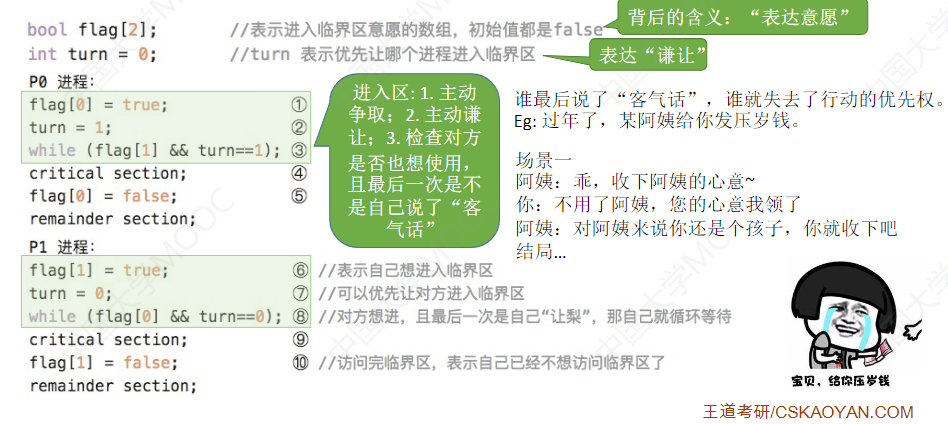 bool flag[2];    //表示进入临界区意愿的数组，初始值都是false
背后的含义：“表达意愿”
int turn = 0;    //turn 表示优先让哪个进程进入临界区
表达“谦让”
P0 进程：
flag[0] = true;    ①
turn = 1;    ②
while (flag[1] && turn==1);    ③
critical section;    ④
flag[0] = false;    ⑤
remainder section;
进入区: 1. 主动
争取；2. 主动谦
让；3. 检查对方
是否也想使用，
且最后一次是不
是自己说了“客
气话”
谁最后说了“客气话”，谁就失去了行动的优先权。
Eg: 过年了，某阿姨给你发压岁钱。
场景一
阿姨：乖，收下阿姨的心意~
你：不用了阿姨，您的心意我领了
阿姨：对阿姨来说你还是个孩子，你就收下吧
结局…
P1 进程：
flag[1] = true;    ⑥ //表示自己想进入临界区
turn = 0;    ⑦ //可以优先让对方进入临界区
while (flag[0] && turn==0);    ⑧ //对方想进，且最后一次是自己“让梨”，那自己就循环等待
critical section;    ⑨
flag[1] = false;    ⑩ //访问完临界区，表示自己已经不想访问临界区了
remainder section;
宝贝，给你压岁钱
王道考研/CSKAOYAN.COM
中国大学MOOC